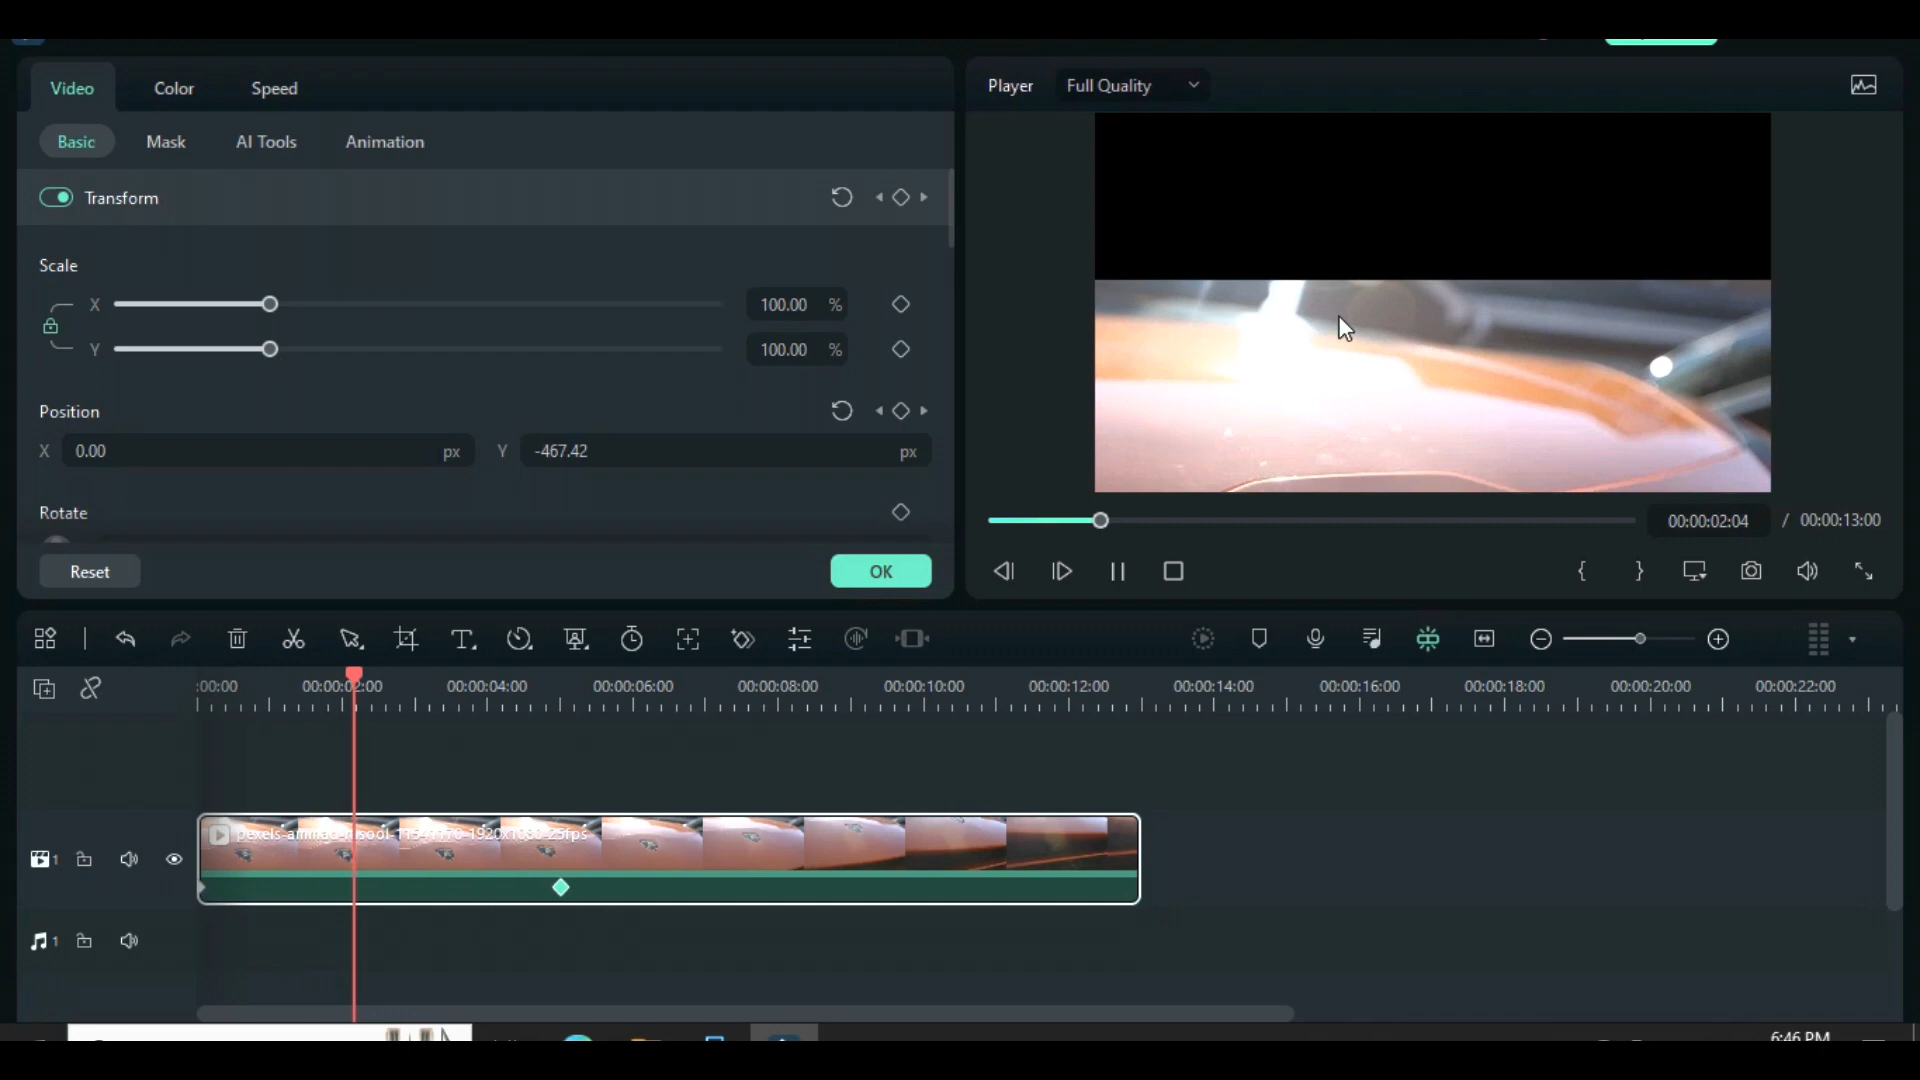 Video Color Speed
Basic Mask AI Tools Animation
Transform
Scale
X 100.00 %
Y 100.00 %
Position
X 0.00 px Y -467.42 px
Rotate
Reset OK
Player Full Quality
00:00:02:04 / 00:00:13:00
:00:00 00:00:02:00 00:00:04:00 00:00:06:00 00:00:08:00 00:00:10:00 00:00:12:00 00:00:14:00 00:00:16:00 00:00:18:00 00:00:20:00 00:00:22:00
1920x1080-25fps
1
1
6:46 PM